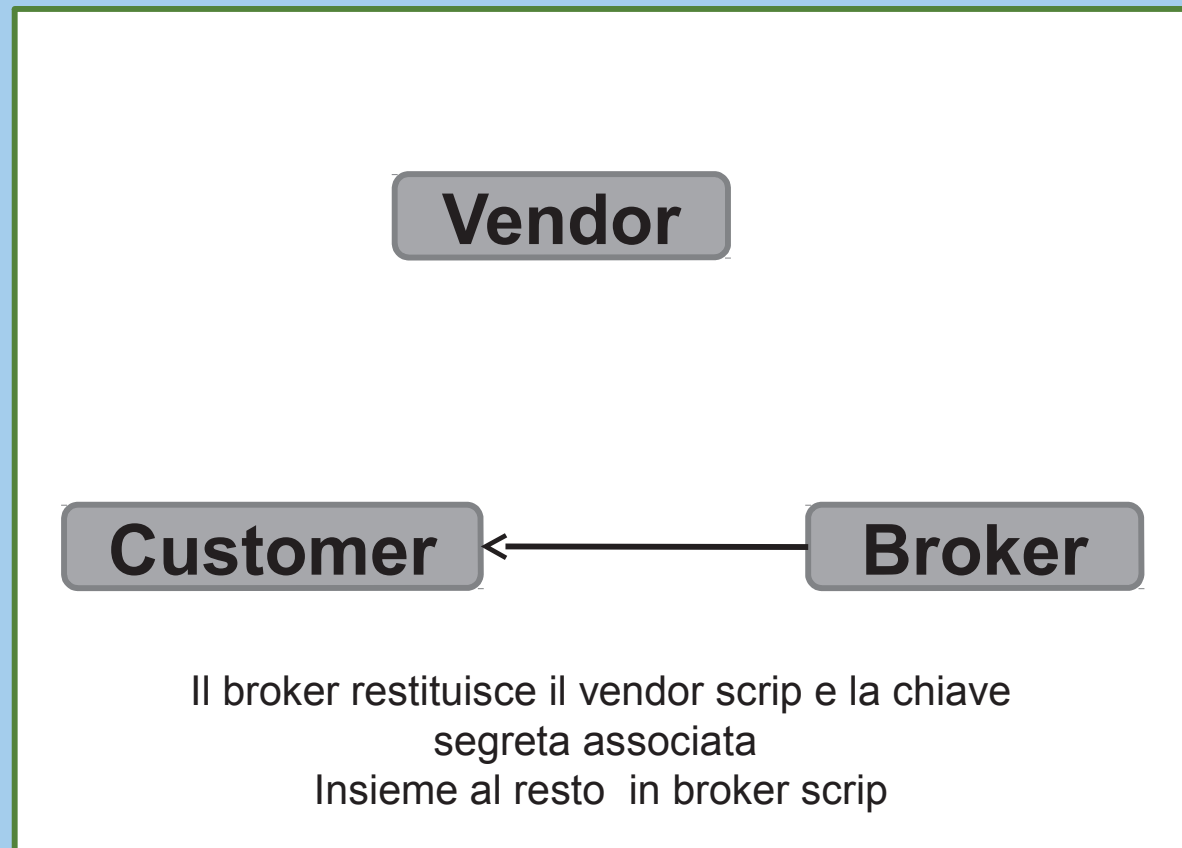 Vendor
Customer
Broker
Il broker restituisce il vendor scrip e la chiave
segreta associata
Insieme al resto in broker scrip